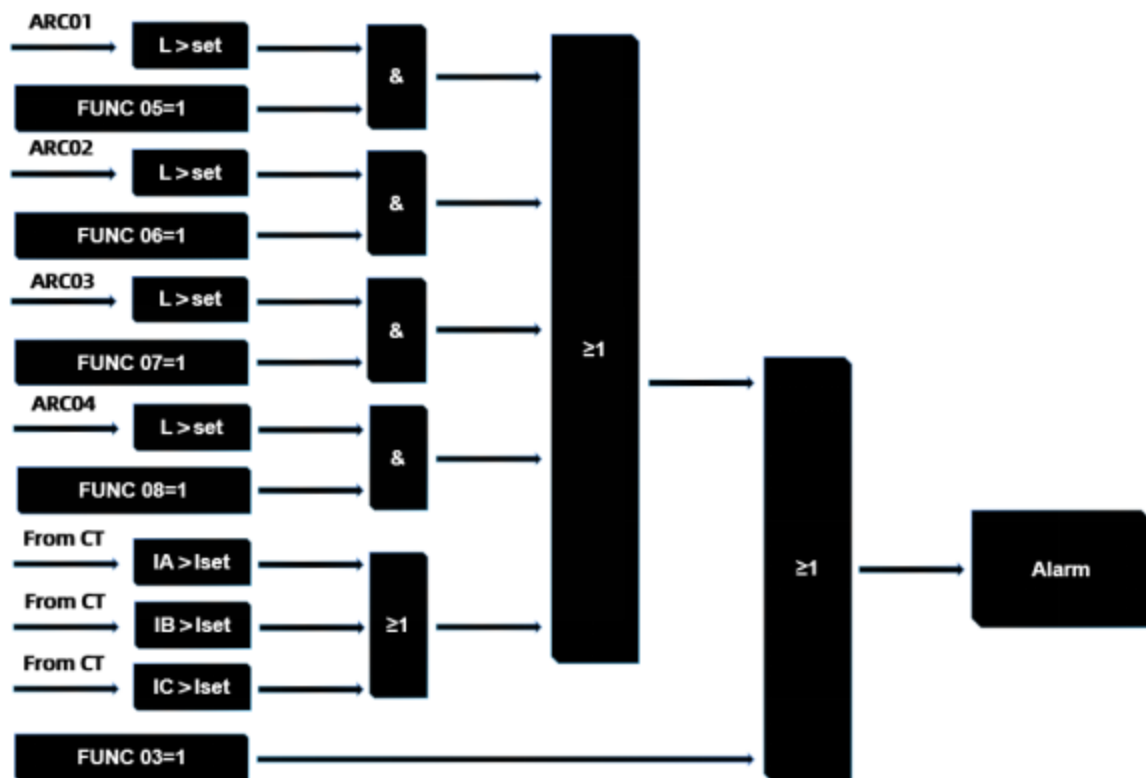 ARC01
L>set
FUNC 05=1
&
ARC02
L>set
FUNC 06=1
&
ARC03
L>set
FUNC 07=1
&
ARC04
L>set
FUNC 08=1
&
From CT
IA>Iset
From CT
IB>Iset
From CT
IC>Iset
≥1
≥1
FUNC 03=1
≥1
Alarm